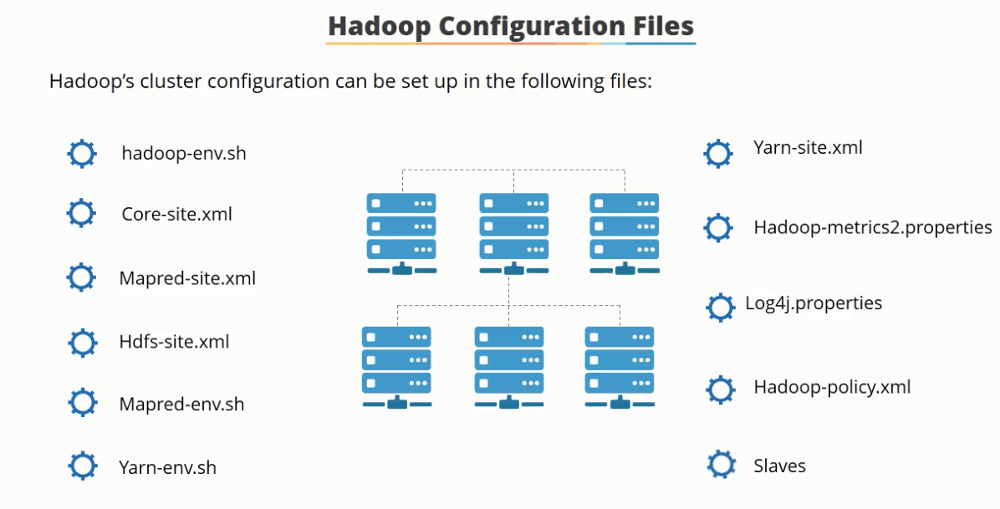 Hadoop Configuration Files
Hadoop’s cluster configuration can be set up in the following files:
hadoop-env.sh
Core-site.xml
Mapred-site.xml
Hdfs-site.xml
Mapred-env.sh
Yarn-env.sh
Yarn-site.xml
Hadoop-metrics2.properties
Log4j.properties
Hadoop-policy.xml
Slaves